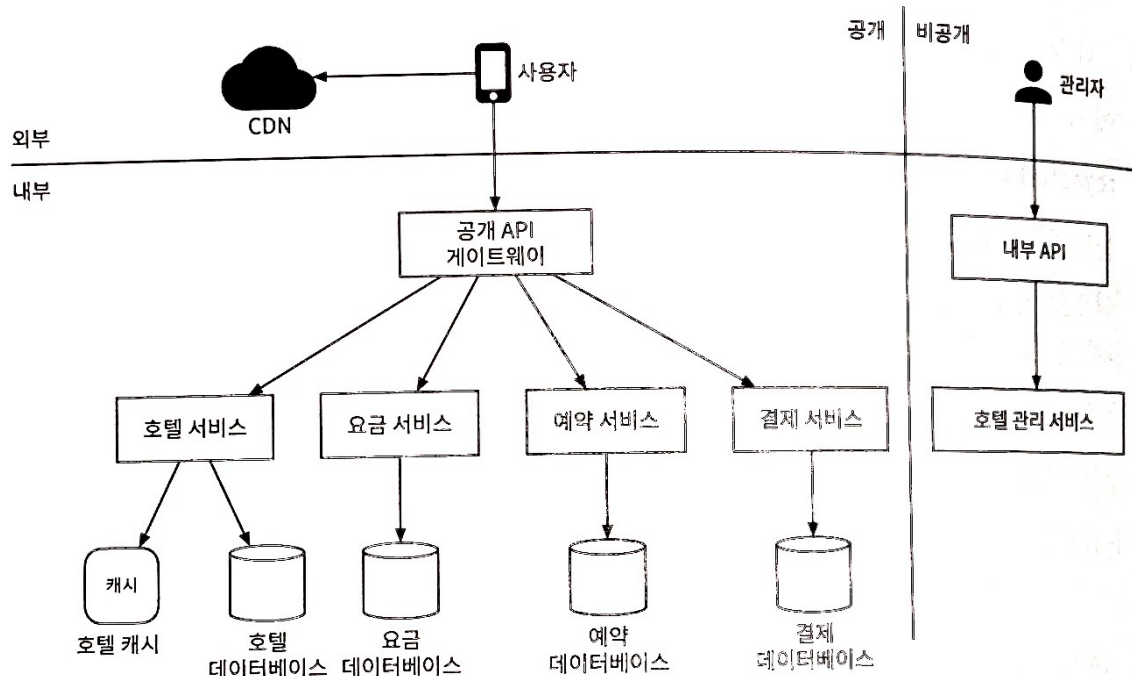 공개
비공개
사용자
관리자
CDN
외부
내부
공개 API
게이트웨이
내부 API
호텔 서비스
요금 서비스
예약 서비스
결제 서비스
호텔 관리 서비스
캐시
호텔 캐시
호텔
데이터베이스
요금
데이터베이스
예약
데이터베이스
결제
데이터베이스